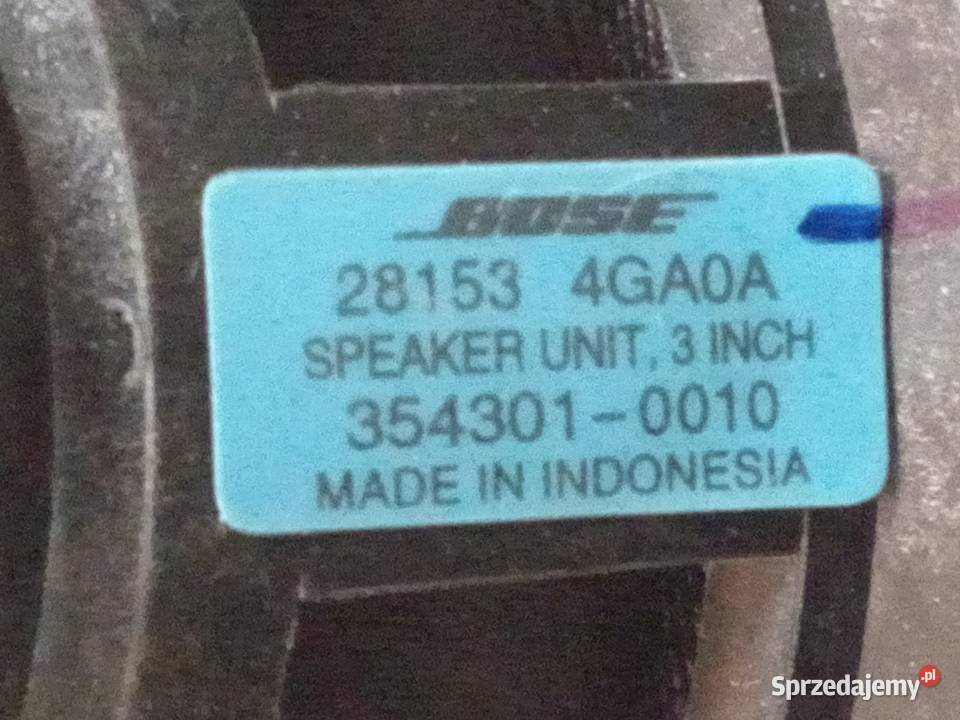 BOSE
28153 4GA0A
SPEAKER UNIT, 3 INCH
354301-0010
MADE IN INDONESIA
Sprzedajemy.pl